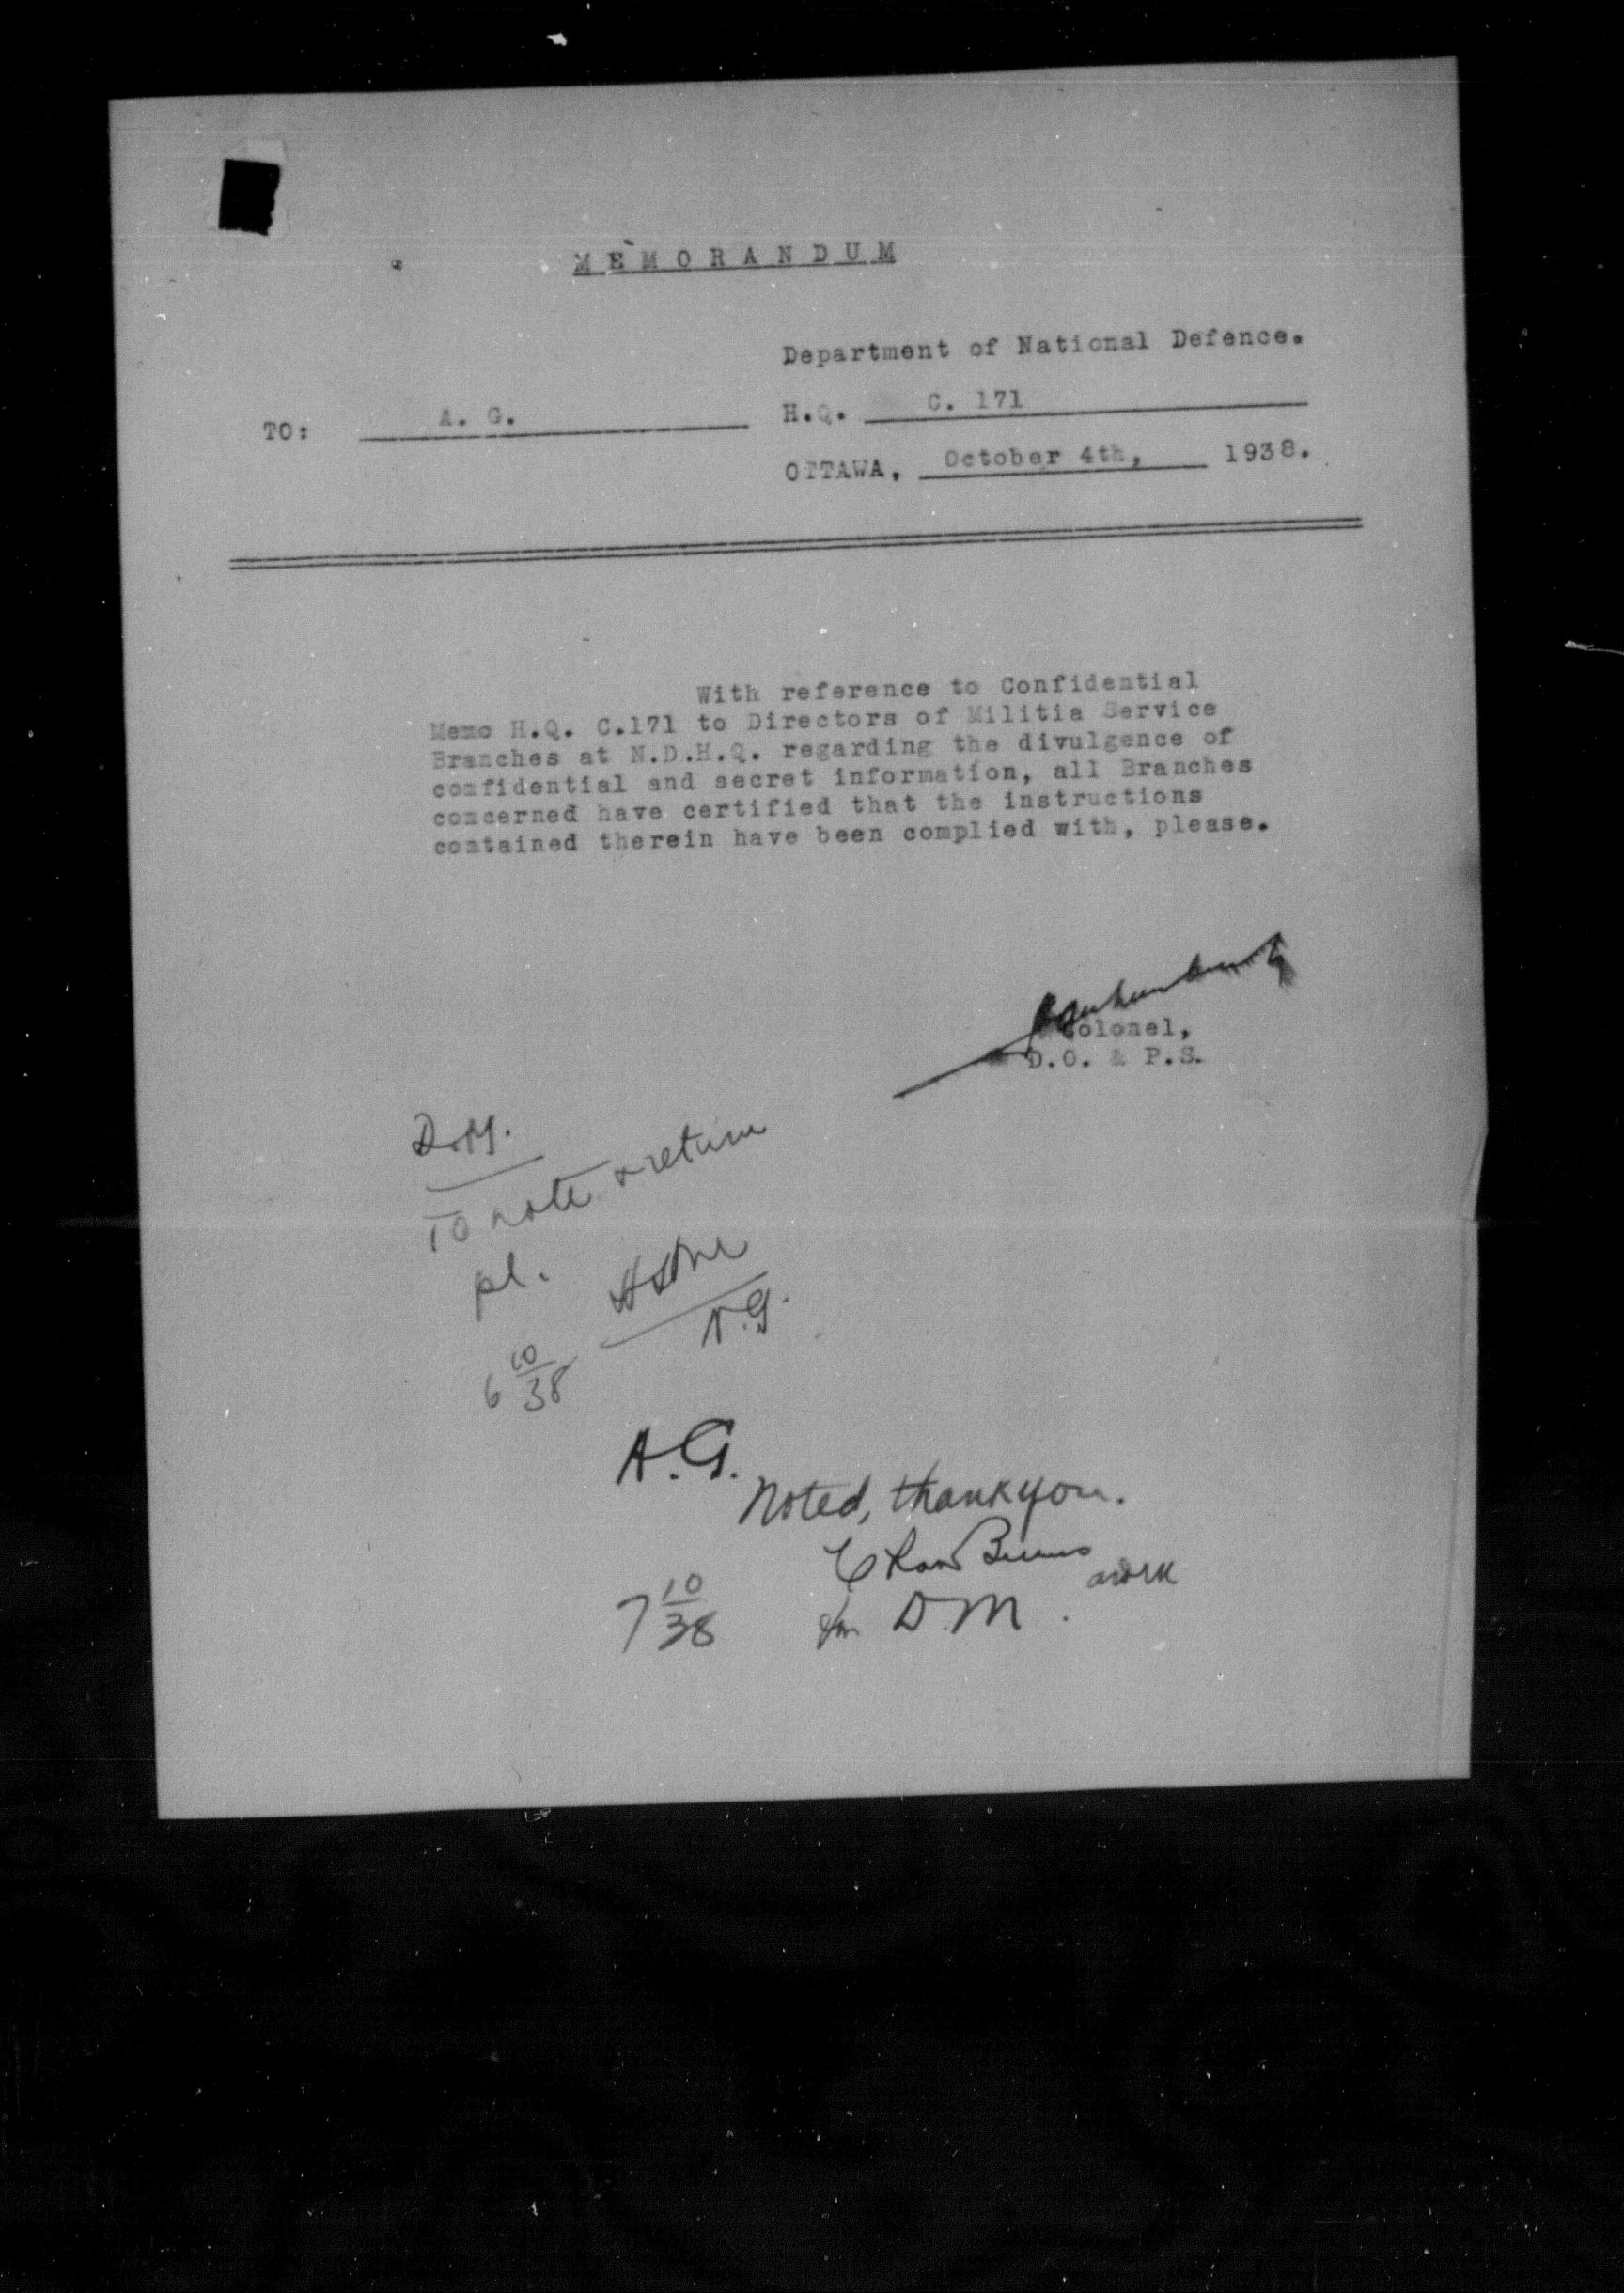 MEMORANDUM
Department of National Defence.
TO: A. G.
H.Q. C. 171
OTTAWA, October 4th, 1938.
With reference to Confidential
Memo H.Q. C.171 to Directors of Militia Service
Branches at N.D.H.Q. regarding the divulgence of
confidential and secret information, all Branches
concerned have certified that the instructions
contained therein have been complied with, please.
Colonel,
D.O. & P.S.
D.M.
To note & return
pl.
A.G.
6 10/38
A.G.
Noted, thank you.
for D.M.
7 10/38